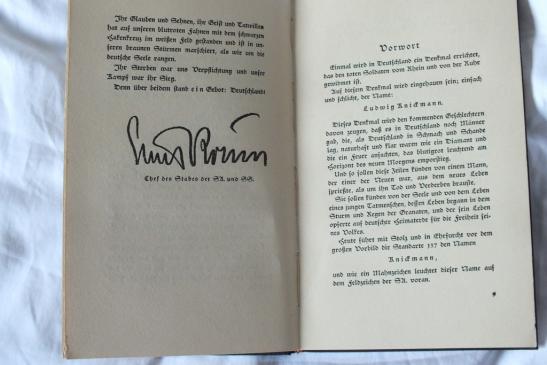 Ihr Glauben und Sehnen, ihr Geist und Tatwillen
hat auf unseren blutroten Fahnen mit dem schwarzen
Hakenkreuz im weißen Feld gestanden und ist in un-
seren braunen Stürmen marschiert, als wir um die
deutsche Seele rangen.
Ihr Sterben war uns Verpflichtung und unser
Kampf war ihr Sieg.
Denn über beidem stand ein Gebot: Deutschland!
Ernst Röhm
Chef des Stabes der SA. und SS.
Vorwort
Einmal wird in Deutschland ein Denkmal errichtet,
das den toten Soldaten vom Rhein und von der Ruhr
gewidmet ist.
Auf diesem Denkmal wird eingehauen sein; einfach
und schlicht, der Name:
Ludwig Knickmann.
Dieses Denkmal wird den kommenden Geschlechtern
davon zeugen, daß es in Deutschland noch Männer
gab, die, als Deutschland in Schmach und Schande
lag, naturhaft und klar waren wie ein Diamant und
die ein Feuer anfachten, das blutigrot leuchtend am
Horizont des neuen Morgens emporstieg.
Und so sollen diese Zeilen künden von einem Mann,
der einer der Neuen war, aus dem neues Leben
sprießte, als um ihn Tod und Verderben brauste.
Sie sollen künden von der Seele und von dem Leben
eines jungen Tatmenschen, dessen Leben begann in dem
Sturm und Regen der Granaten, und der sein Leben
opferte auf deutscher Heimaterde für die Freiheit sei-
nes Volkes.
Heute führt mit Stolz und in Ehrfurcht vor dem
großen Vorbild die Standarte 137 den Namen
Knickmann,
und wie ein Mahnzeichen leuchtet dieser Name auf
dem Feldzeichen der SA. voran.